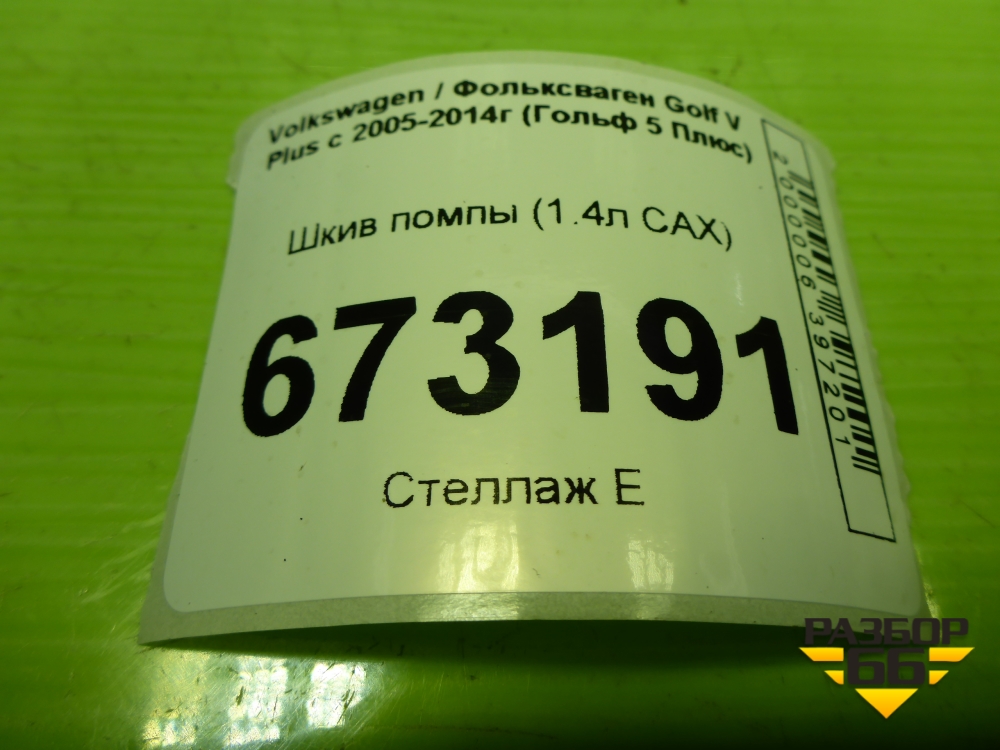 Volkswagen / Фольксваген Golf V
Plus с 2005-2014г (Гольф 5 Плюс)
Шкив помпы (1.4л CAX)
673191
Стеллаж Е
2000006397201
РАЗБОР
66